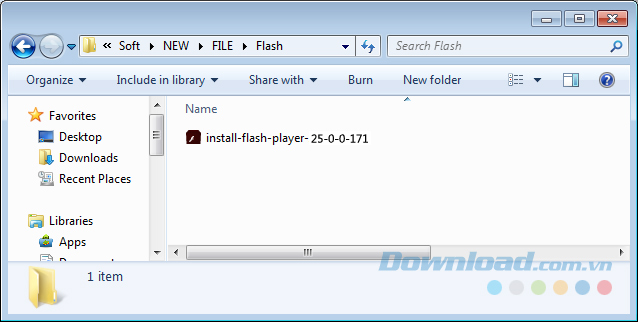 « Soft ▸ NEW ▸ FILE ▸ Flash
Search Flash
Organize Include in library Share with Burn New folder
Favorites
Desktop
Downloads
Recent Places
Libraries
Apps
Name
install-flash-player-25-0-0-171
1 item
Download.com.vn